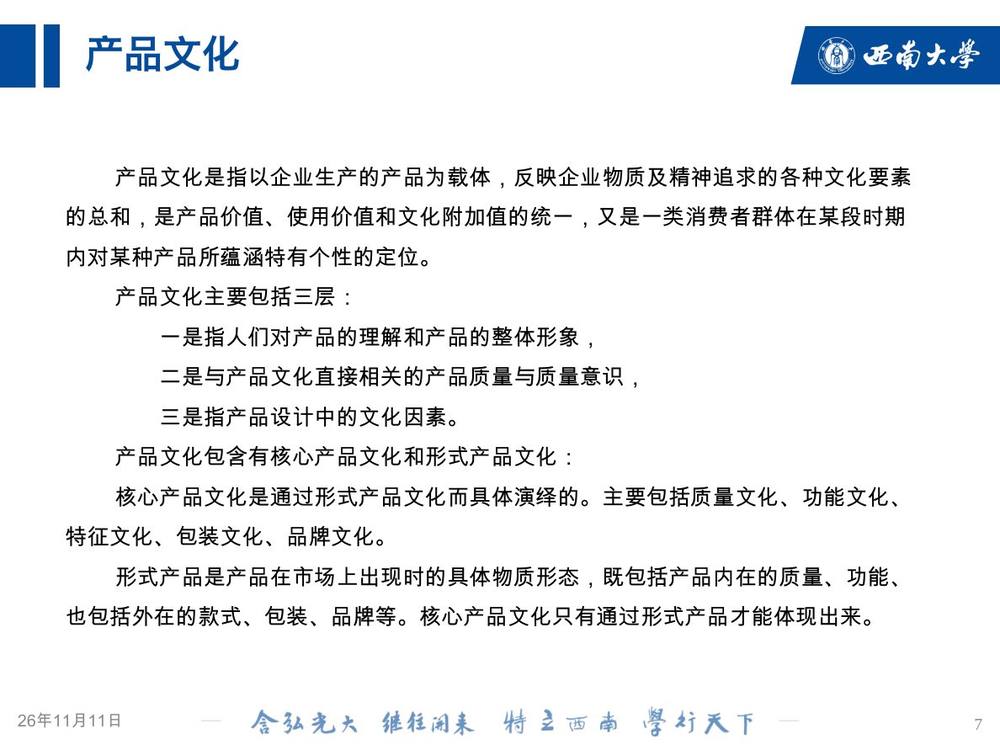 产品文化
西南大学
产品文化是指以企业生产的产品为载体，反映企业物质及精神追求的各种文化要素
的总和，是产品价值、使用价值和文化附加值的统一，又是一类消费者群体在某段时期
内对某种产品所蕴涵特有个性的定位。
产品文化主要包括三层：
一是指人们对产品的理解和产品的整体形象，
二是与产品文化直接相关的产品质量与质量意识，
三是指产品设计中的文化因素。
产品文化包含有核心产品文化和形式产品文化：
核心产品文化是通过形式产品文化而具体演绎的。主要包括质量文化、功能文化、
特征文化、包装文化、品牌文化。
形式产品是产品在市场上出现时的具体物质形态，既包括产品内在的质量、功能、
也包括外在的款式、包装、品牌等。核心产品文化只有通过形式产品才能体现出来。
26年11月11日
含弘光大 继往开来 特立西南 學行天下
7